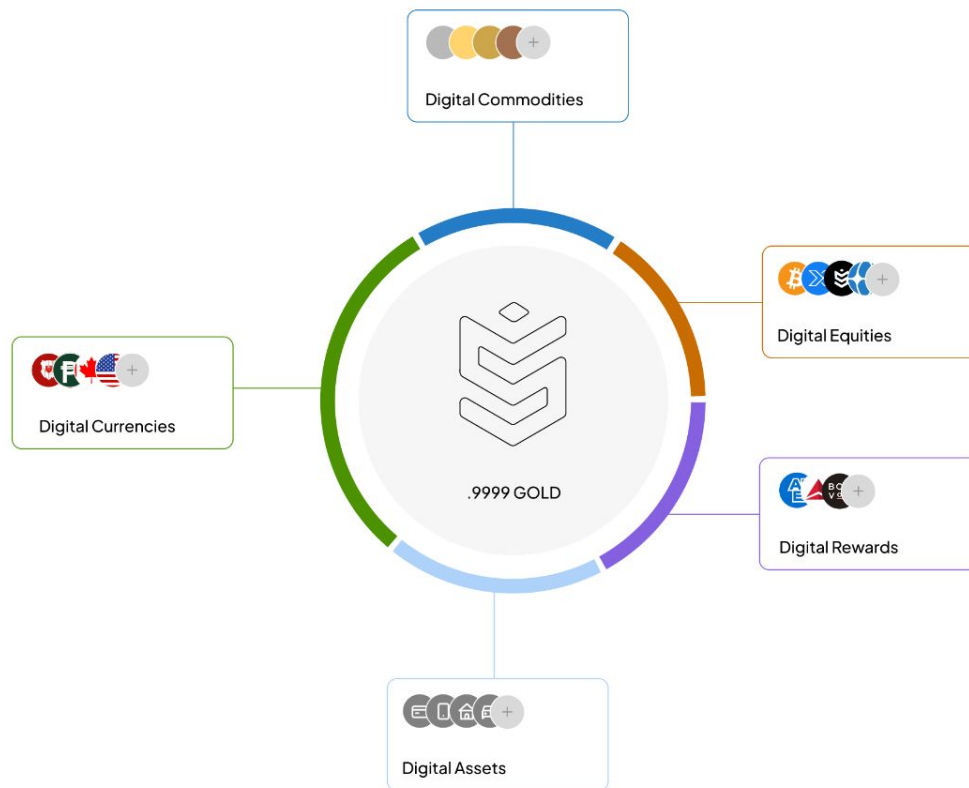 Digital Commodities
Digital Equities
Digital Currencies
.9999 GOLD
Digital Rewards
Digital Assets